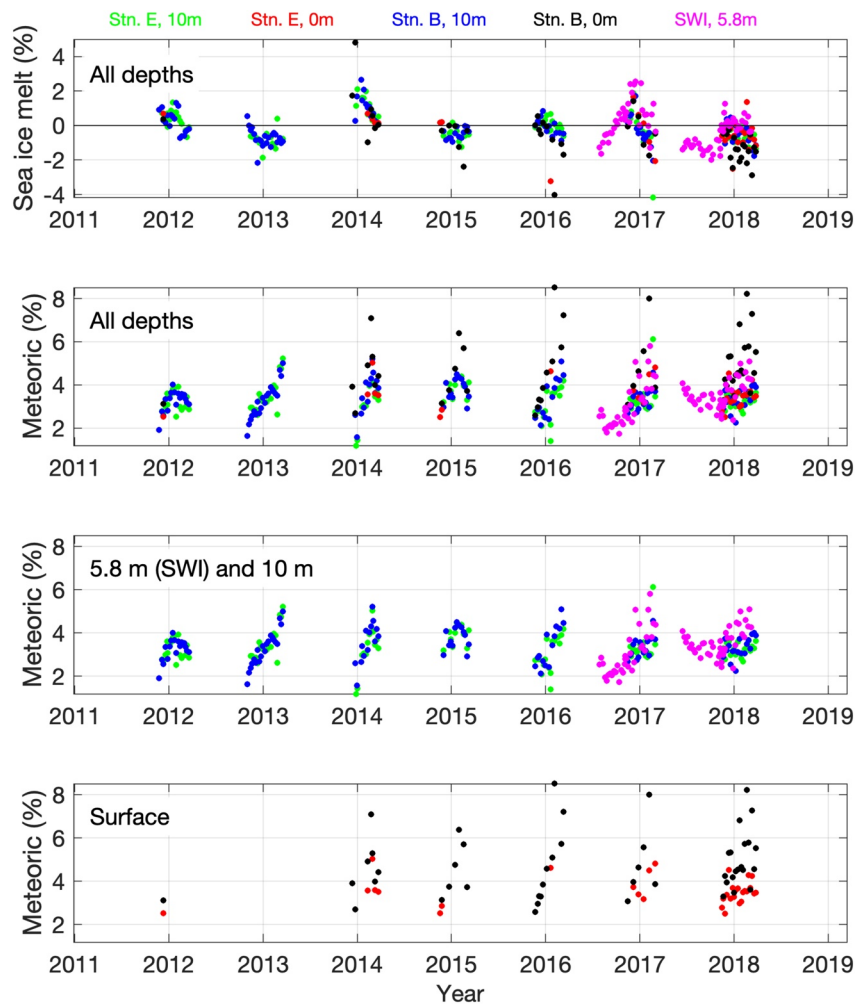 Stn. E, 10m Stn. E, 0m Stn. B, 10m Stn. B, 0m SWI, 5.8m
Sea ice melt (%)
All depths
4
2
0
-2
-4
2011 2012 2013 2014 2015 2016 2017 2018 2019
Meteoric (%)
All depths
8
6
4
2
2011 2012 2013 2014 2015 2016 2017 2018 2019
Meteoric (%)
5.8 m (SWI) and 10 m
8
6
4
2
2011 2012 2013 2014 2015 2016 2017 2018 2019
Meteoric (%)
Surface
8
6
4
2
2011 2012 2013 2014 2015 2016 2017 2018 2019
Year